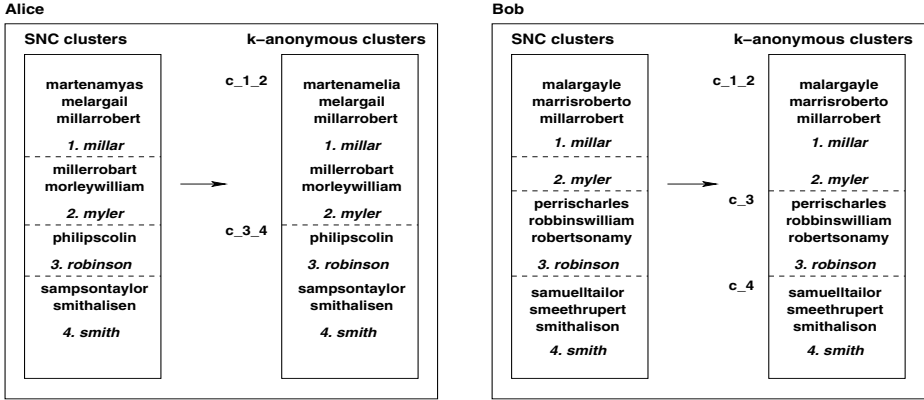 Alice
SNC clusters
k−anonymous clusters
martenamyas
melargail
millarrobert
1. millar
millerrobart
morleywilliam
2. myler
philipscolin
3. robinson
sampsontaylor
smithalisen
4. smith
c_1_2
martenamelia
melargail
millarrobert
1. millar
millerrobart
morleywilliam
2. myler
c_3_4
philipscolin
3. robinson
sampsontaylor
smithalisen
4. smith
Bob
SNC clusters
k−anonymous clusters
malargayle
marrisroberto
millarrobert
1. millar
2. myler
perrischarles
robbinswilliam
robertsonamy
3. robinson
samuelltailor
smeethrupert
smithalison
4. smith
c_1_2
malargayle
marrisroberto
millarrobert
1. millar
2. myler
c_3
perrischarles
robbinswilliam
robertsonamy
3. robinson
c_4
samuelltailor
smeethrupert
smithalison
4. smith